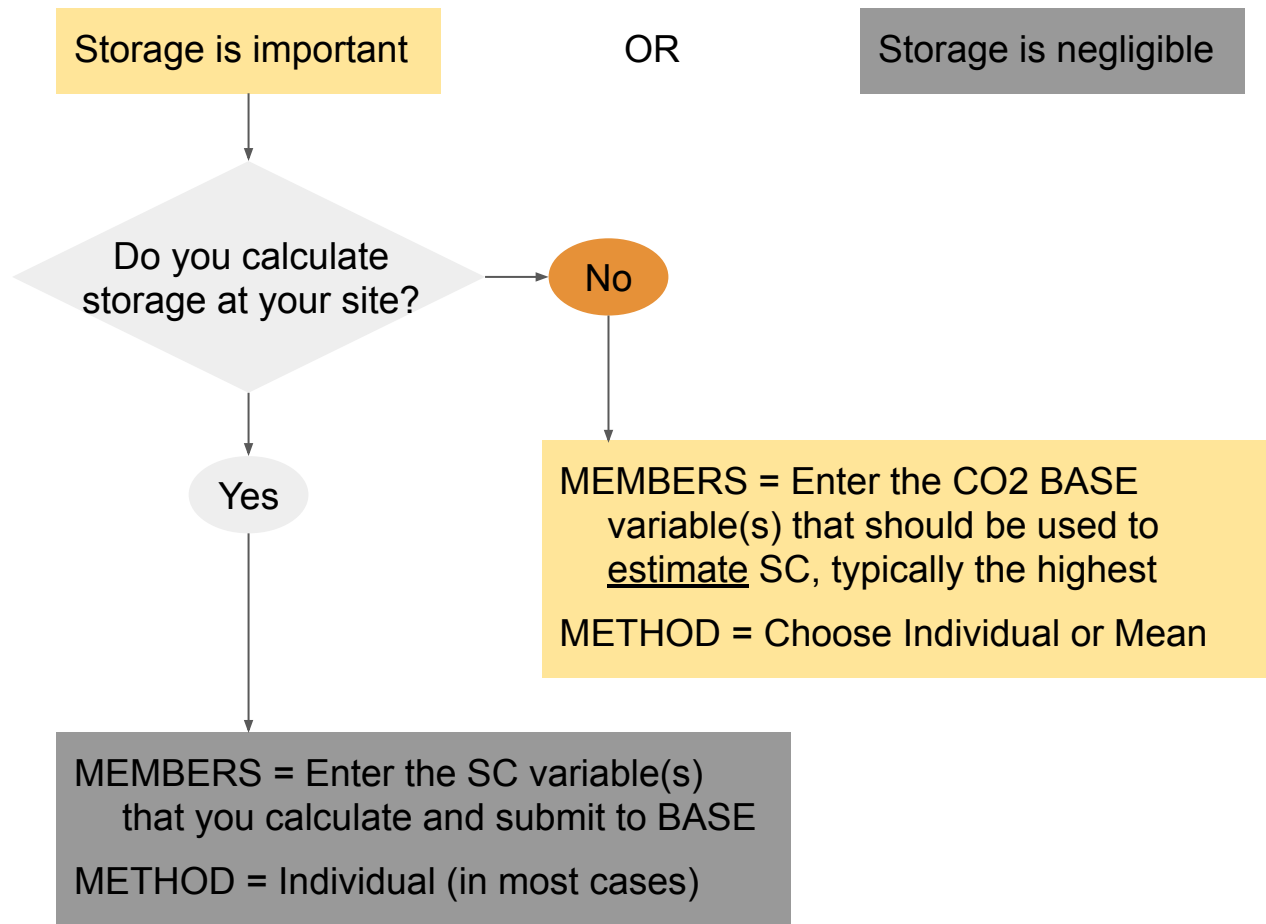 Storage is important
OR
Storage is negligible
Do you calculate
storage at your site?
No
Yes
MEMBERS = Enter the CO2 BASE
variable(s) that should be used to
estimate SC, typically the highest
METHOD = Choose Individual or Mean
MEMBERS = Enter the SC variable(s)
that you calculate and submit to BASE
METHOD = Individual (in most cases)